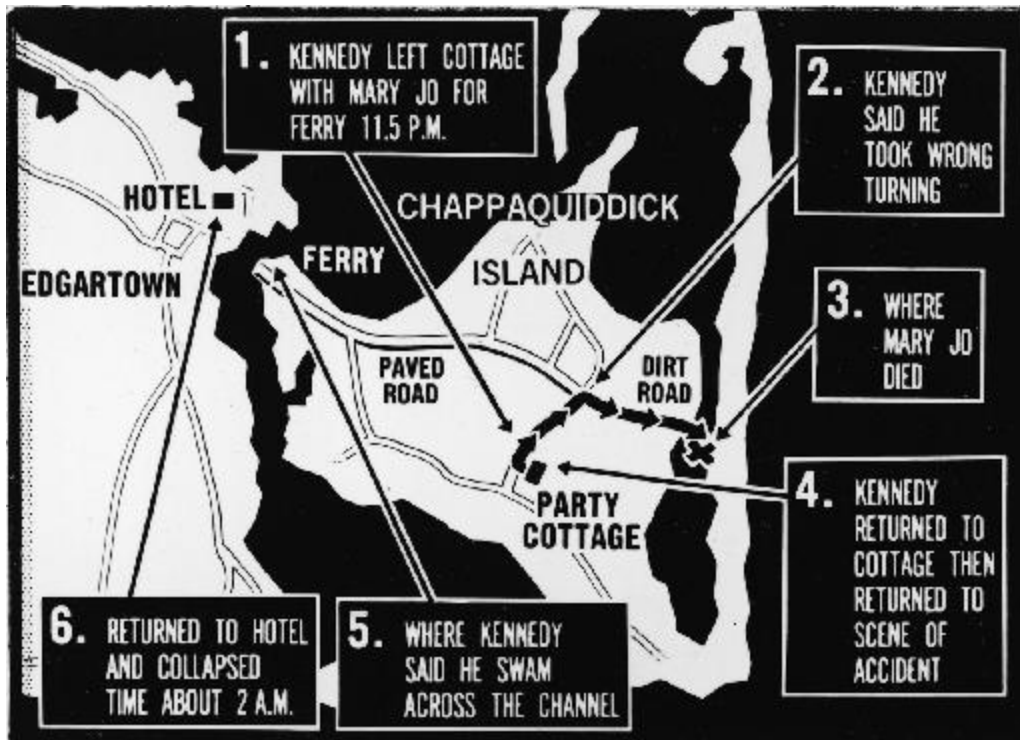 1. KENNEDY LEFT COTTAGE
WITH MARY JO FOR
FERRY 11.5 P.M.
2. KENNEDY
SAID HE
TOOK WRONG
TURNING
HOTEL
CHAPPAQUIDDICK
ISLAND
EDGARTOWN
FERRY
3. WHERE
MARY JO
DIED
PAVED
ROAD
DIRT
ROAD
PARTY
COTTAGE
4. KENNEDY
RETURNED TO
COTTAGE THEN
RETURNED TO
SCENE OF
ACCIDENT
5. WHERE KENNEDY
SAID HE SWAM
ACROSS THE CHANNEL
6. RETURNED TO HOTEL
AND COLLAPSED
TIME ABOUT 2 A.M.